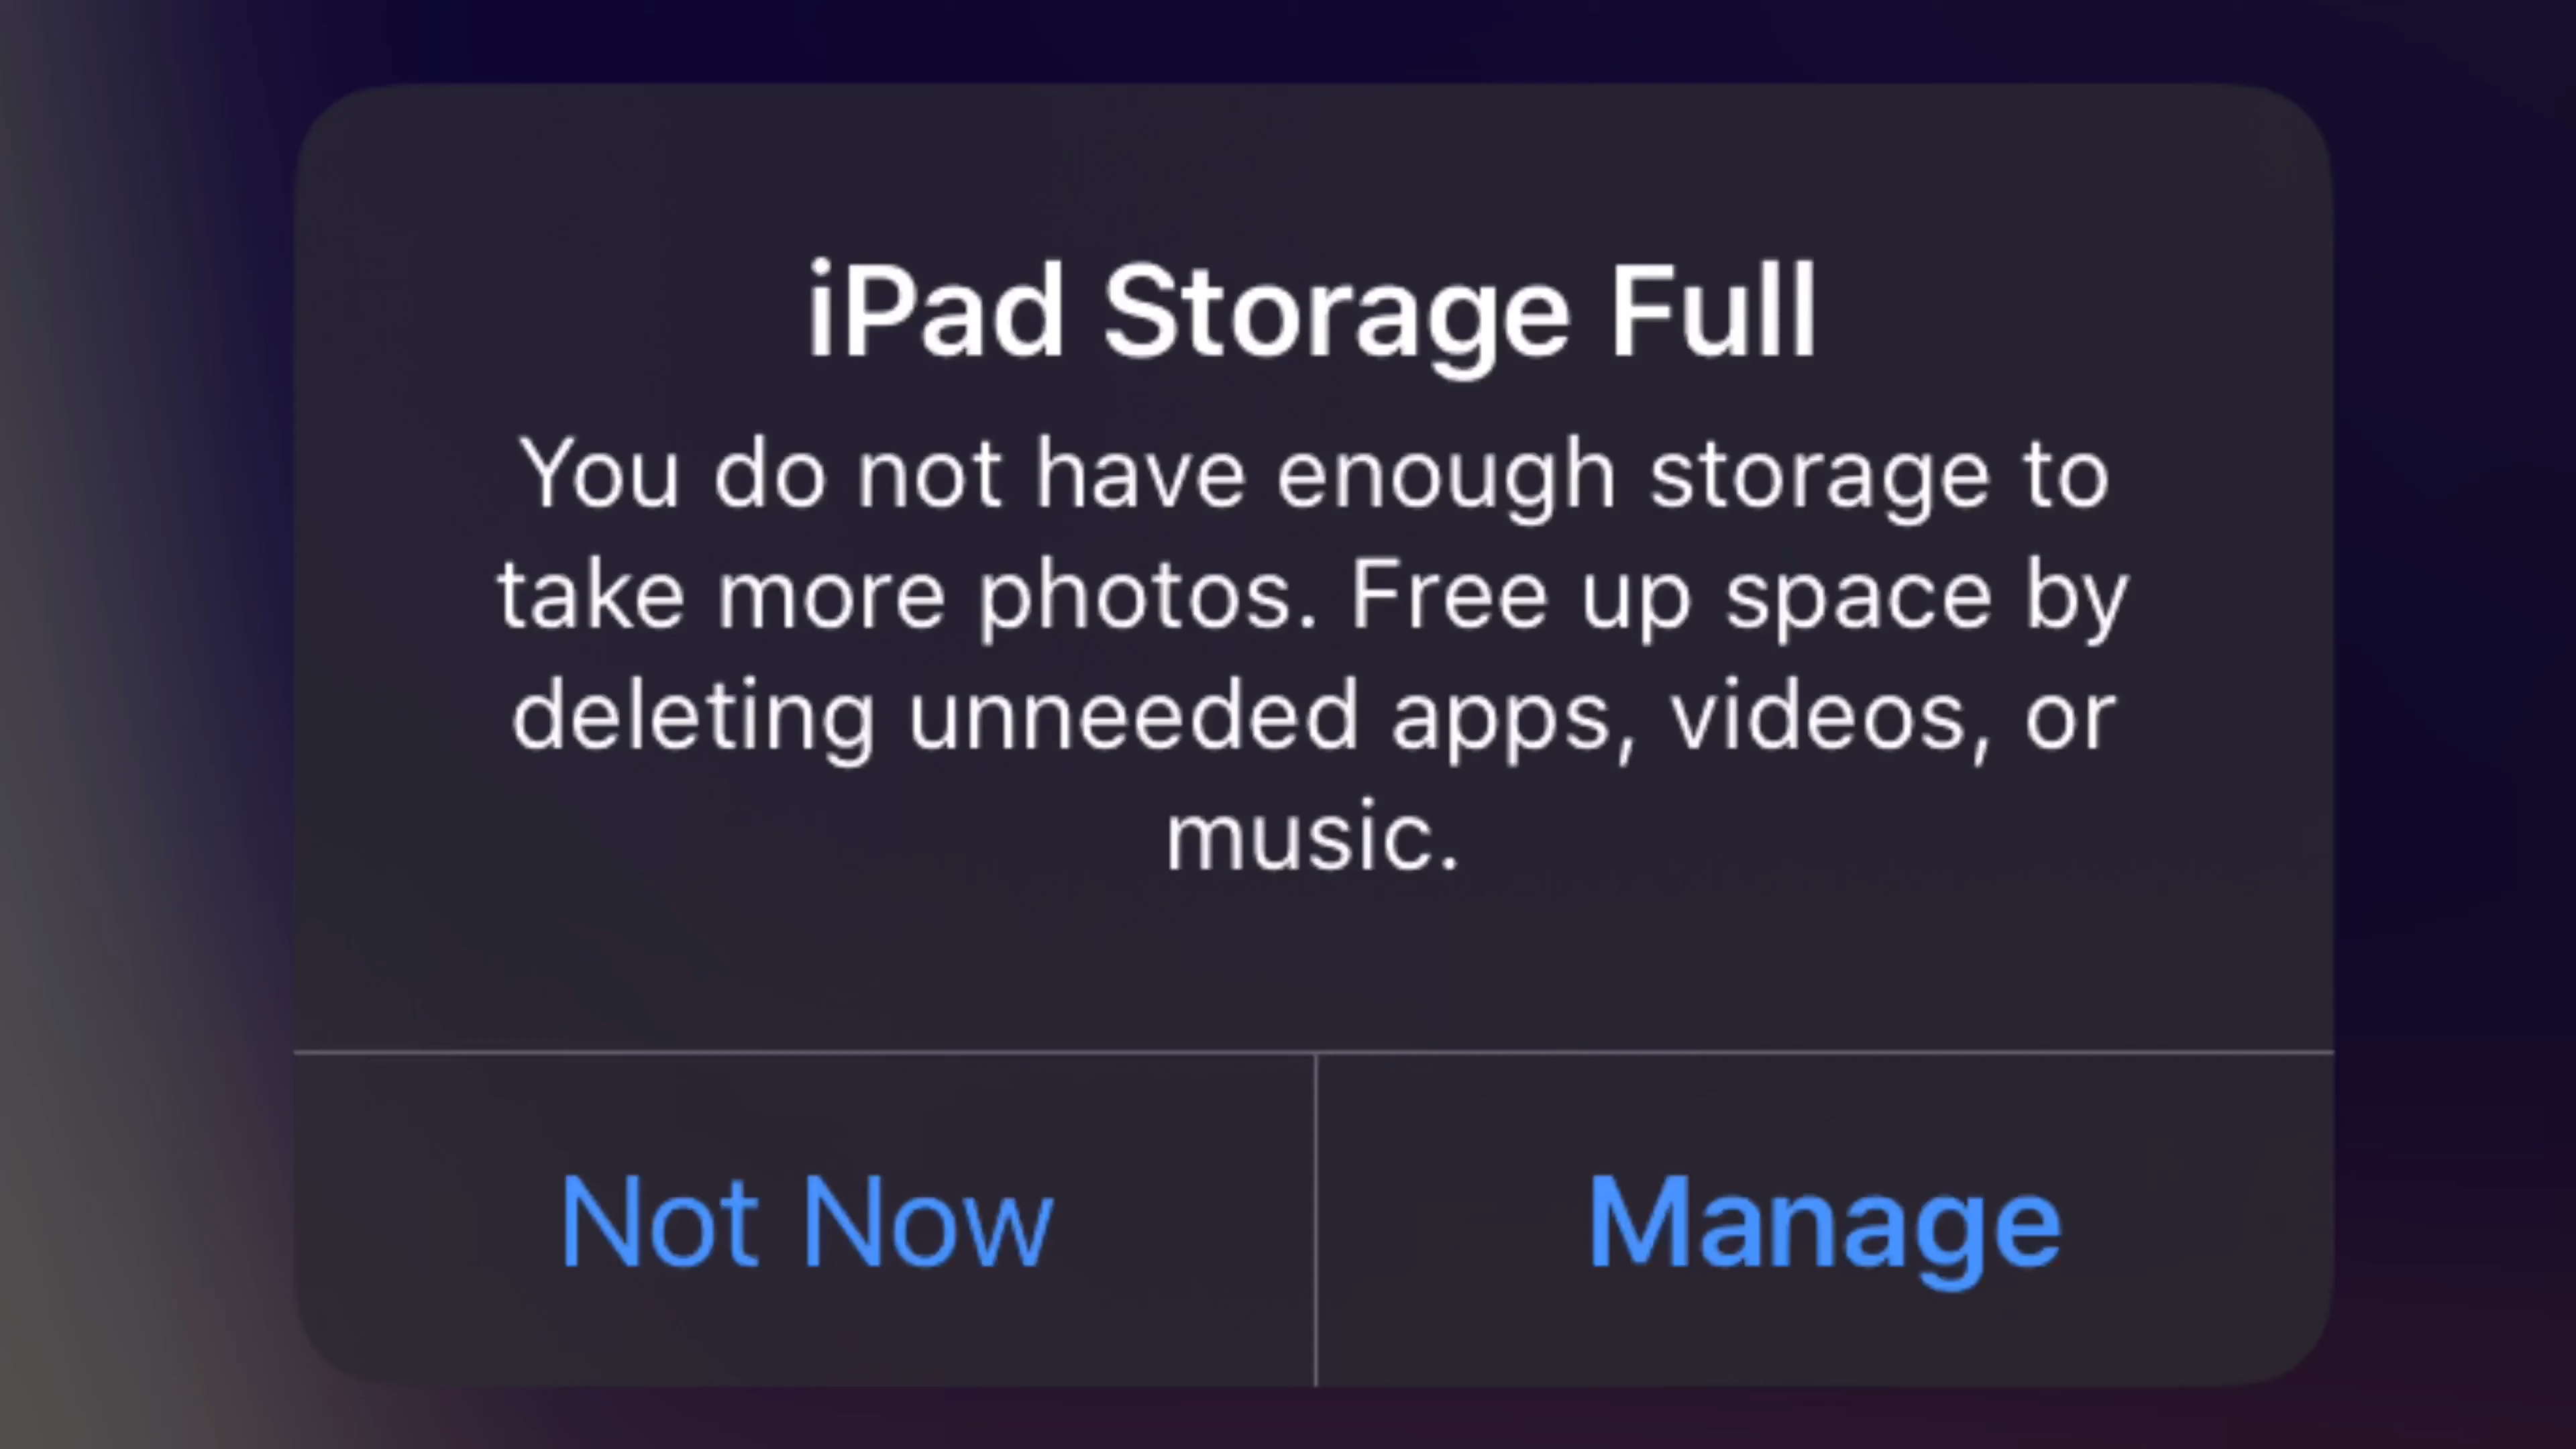 iPad Storage Full
You do not have enough storage to
take more photos. Free up space by
deleting unneeded apps, videos, or
music.
Not Now
Manage